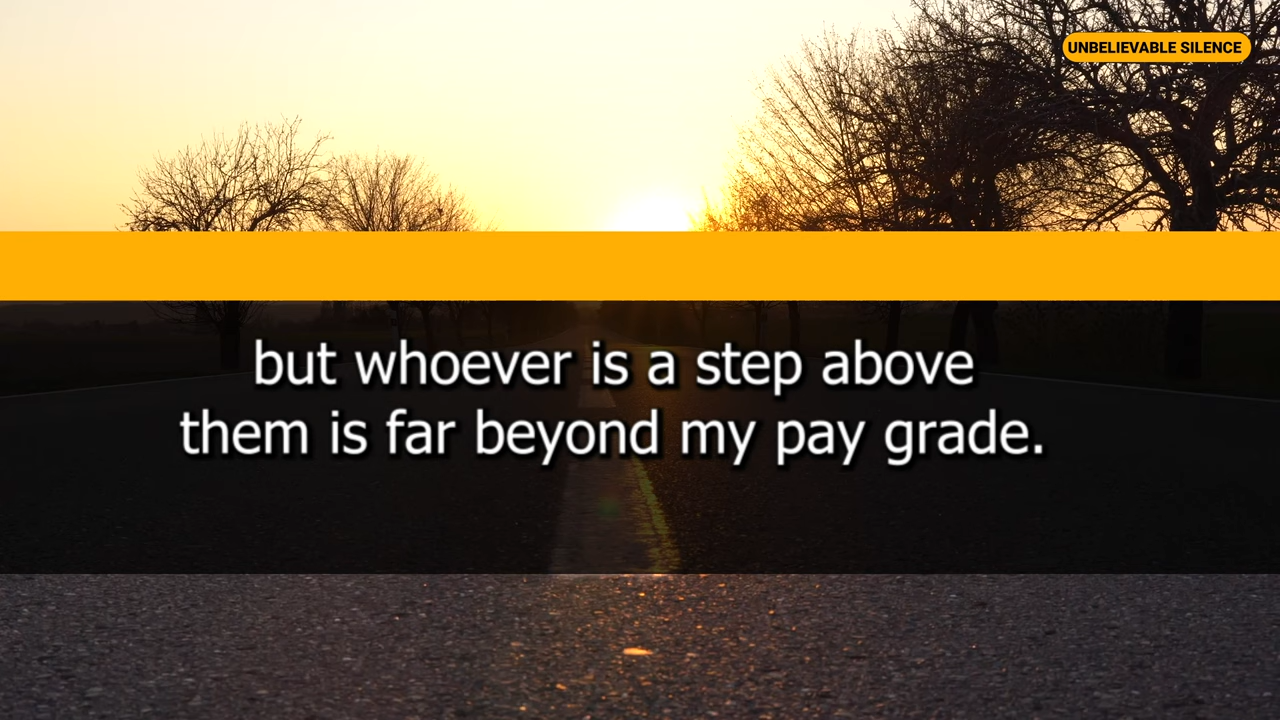 UNBELIEVABLE SILENCE
but whoever is a step above
them is far beyond my pay grade.